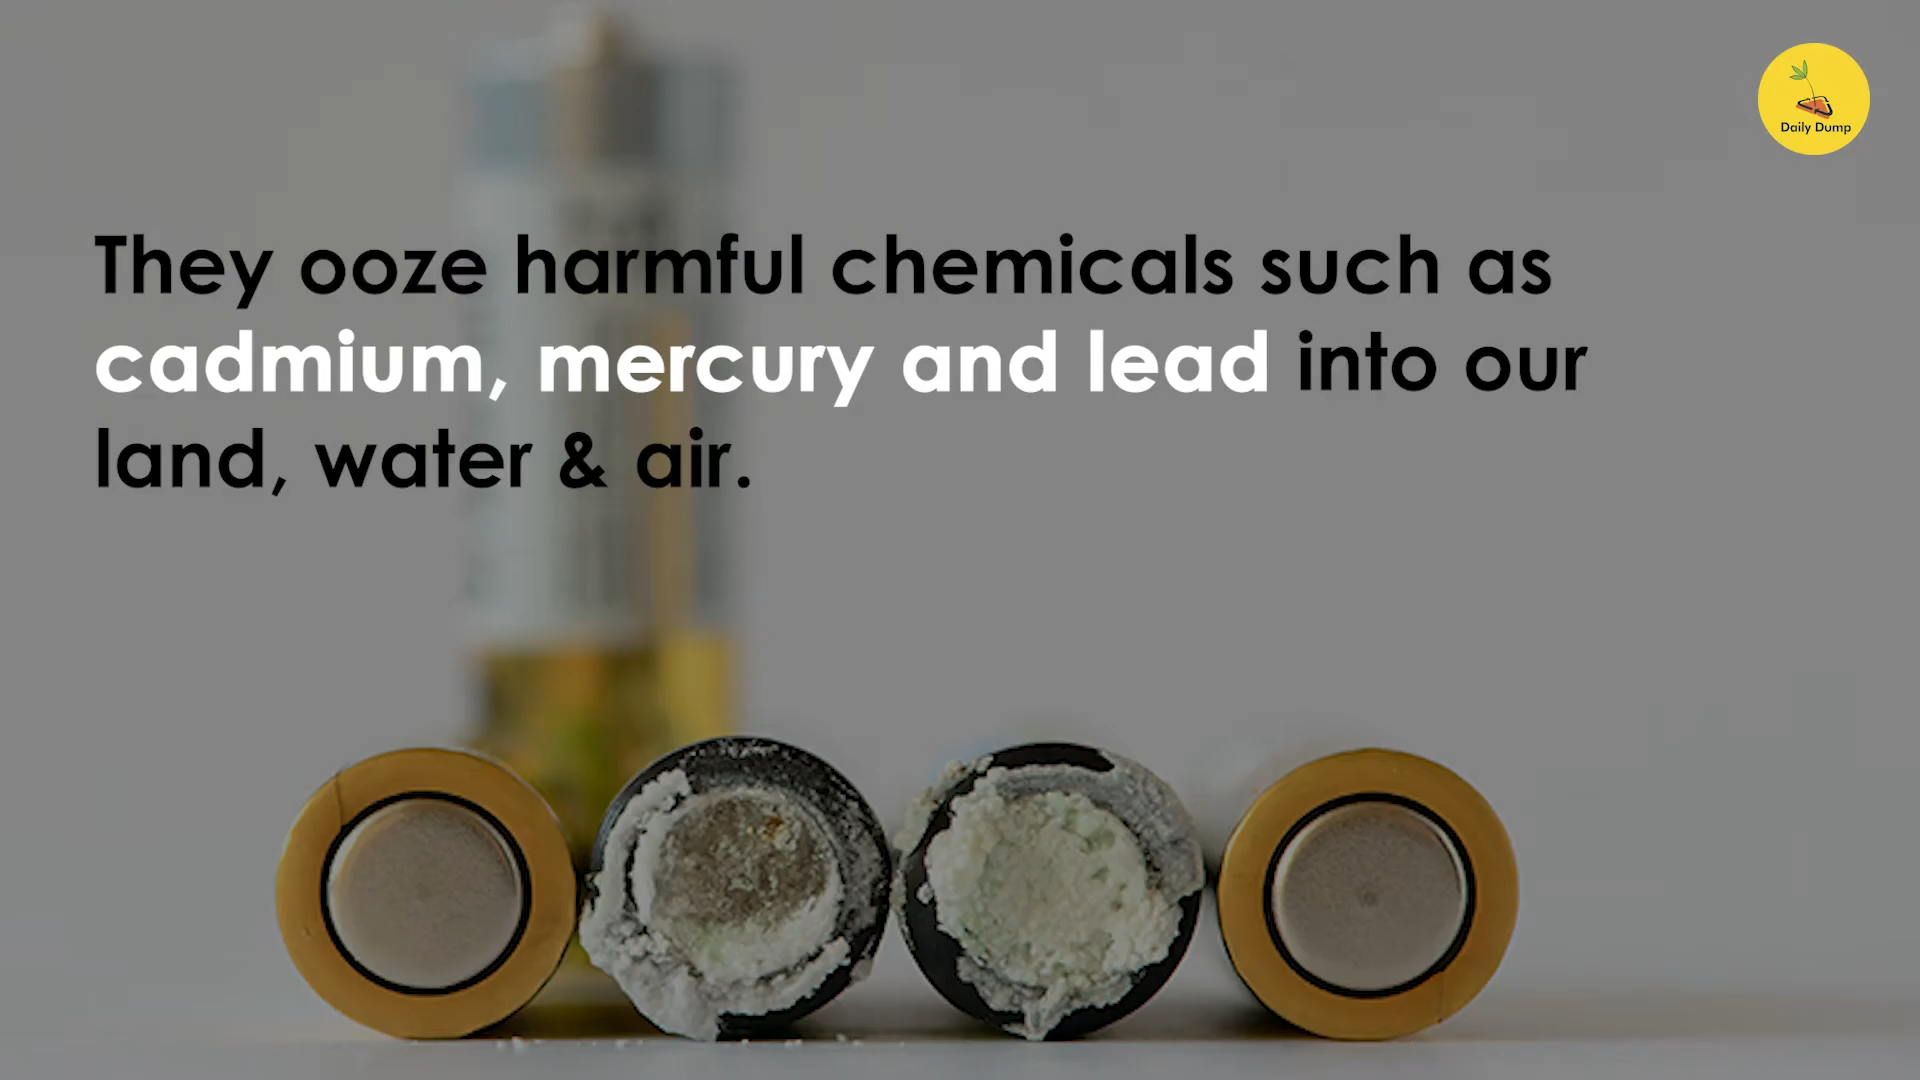 Daily Dump
They ooze harmful chemicals such as
cadmium, mercury and lead into our
land, water & air.